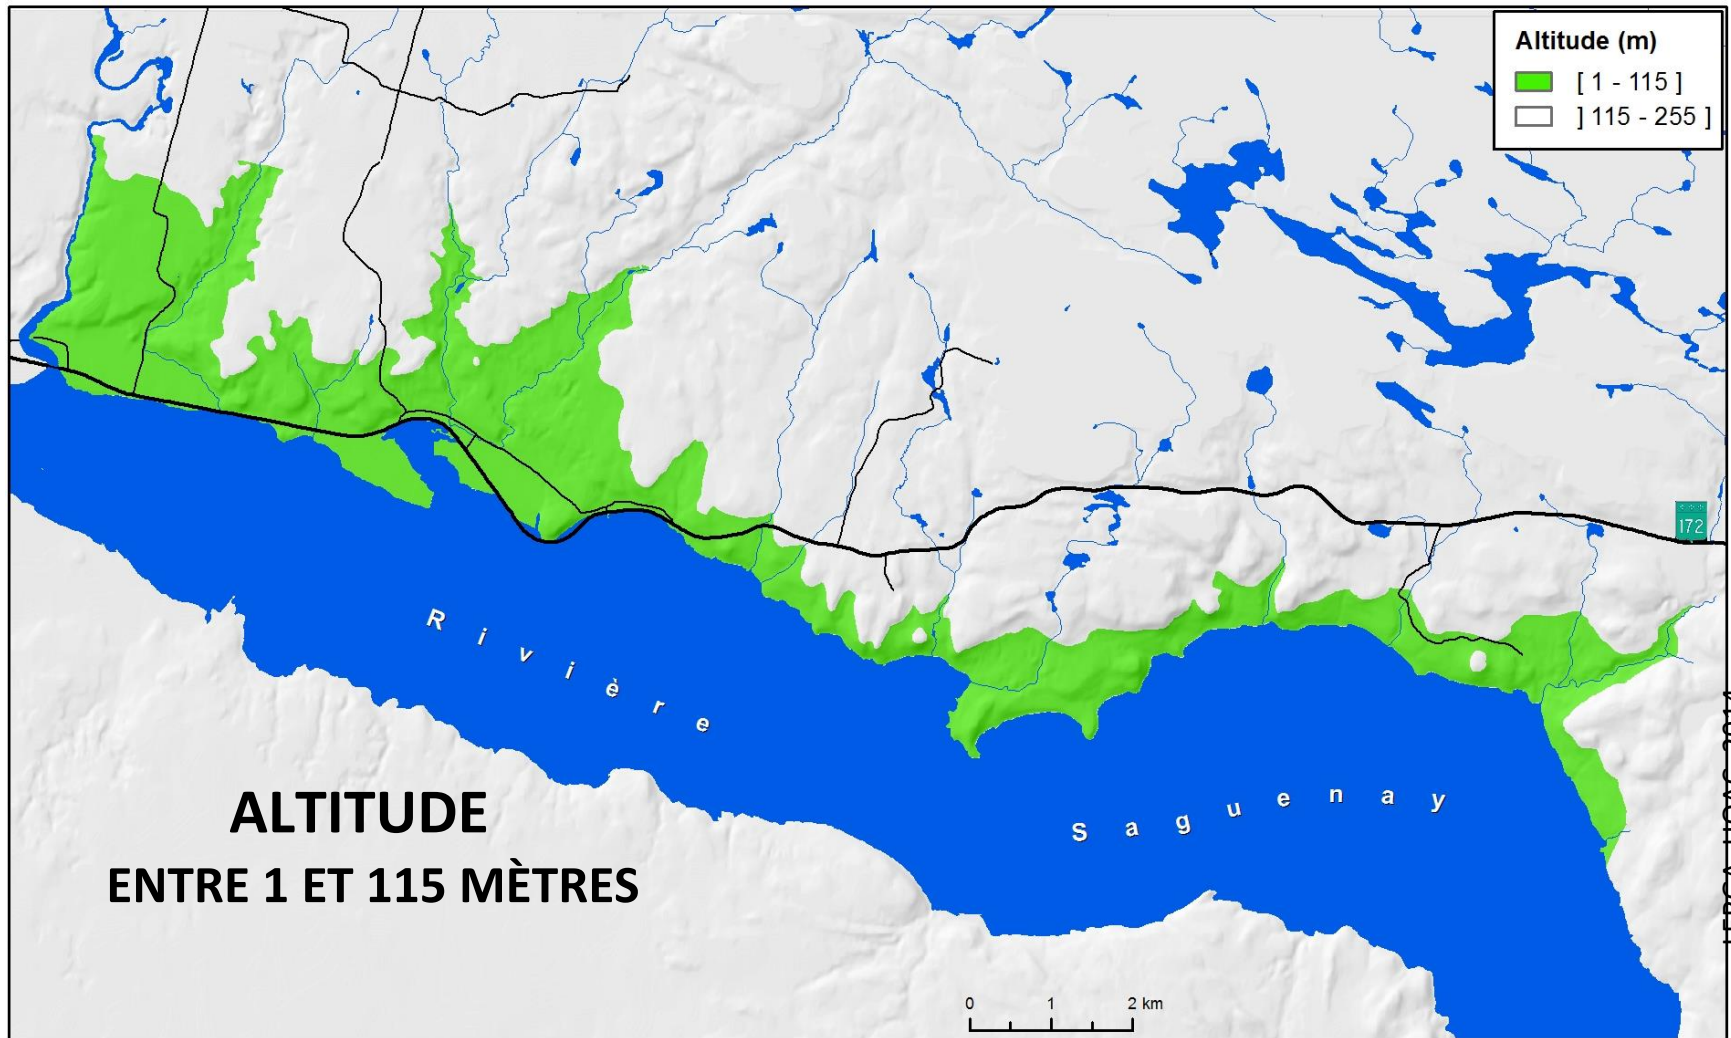 Altitude (m)
[ 1 - 115 ]
] 115 - 255 ]
172
Rivière
Saguenay
ALTITUDE
ENTRE 1 ET 115 MÈTRES
0 1 2 km